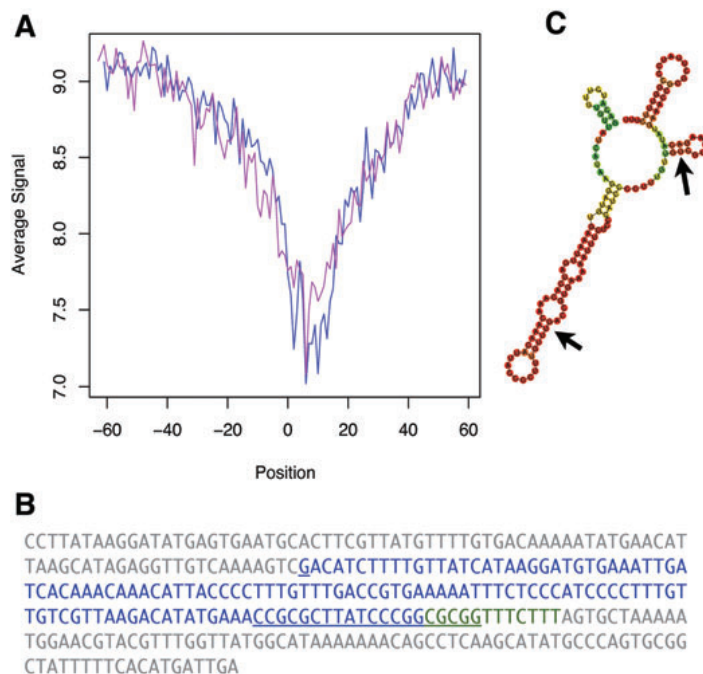 A
C
9.0
8.5
8.0
7.5
7.0
Average Signal
−60
−40
−20
0
20
40
60
Position
B
CCTTATAAGGATATGAGTGAATGCACTTCGTTATGTTTTGTGACAAAAATATGAACAT
TAAGCATAGAGGTTGTCAAAAGTCGACATCTTTTGTTATCATAAGGATGTGAAATTGA
TCACAAACAAACATTACCCCTTTGTTTGACCGTGAAAAATTTCTCCCATCCCCTTTGT
TGTCGTTAAGACATATGAAACCGCGCTTATCCCGGCGCGGTTTCTTTAGTGCTAAAAA
TGGAACGTACGTTTGGTTATGGCATAAAAAAACAGCCTCAAGCATATGCCCAGTGCGG
CTATTTTTCACATGATTGA